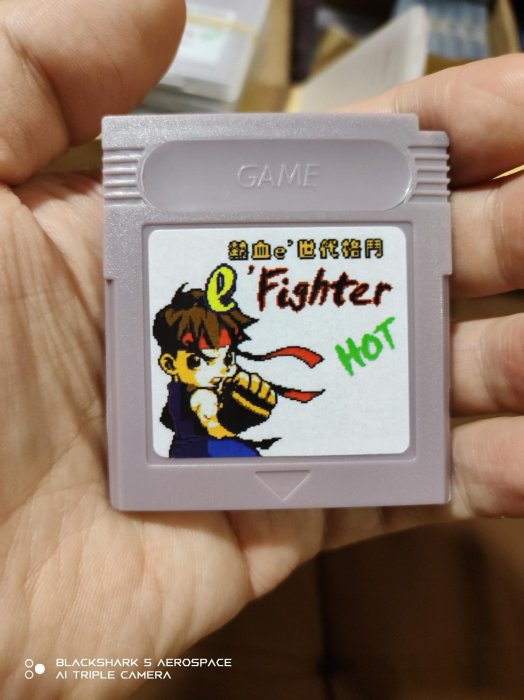 GAME
熱血e'世代格鬥
e'Fighter
HOT
BLACKSHARK 5 AEROSPACE
AI TRIPLE CAMERA